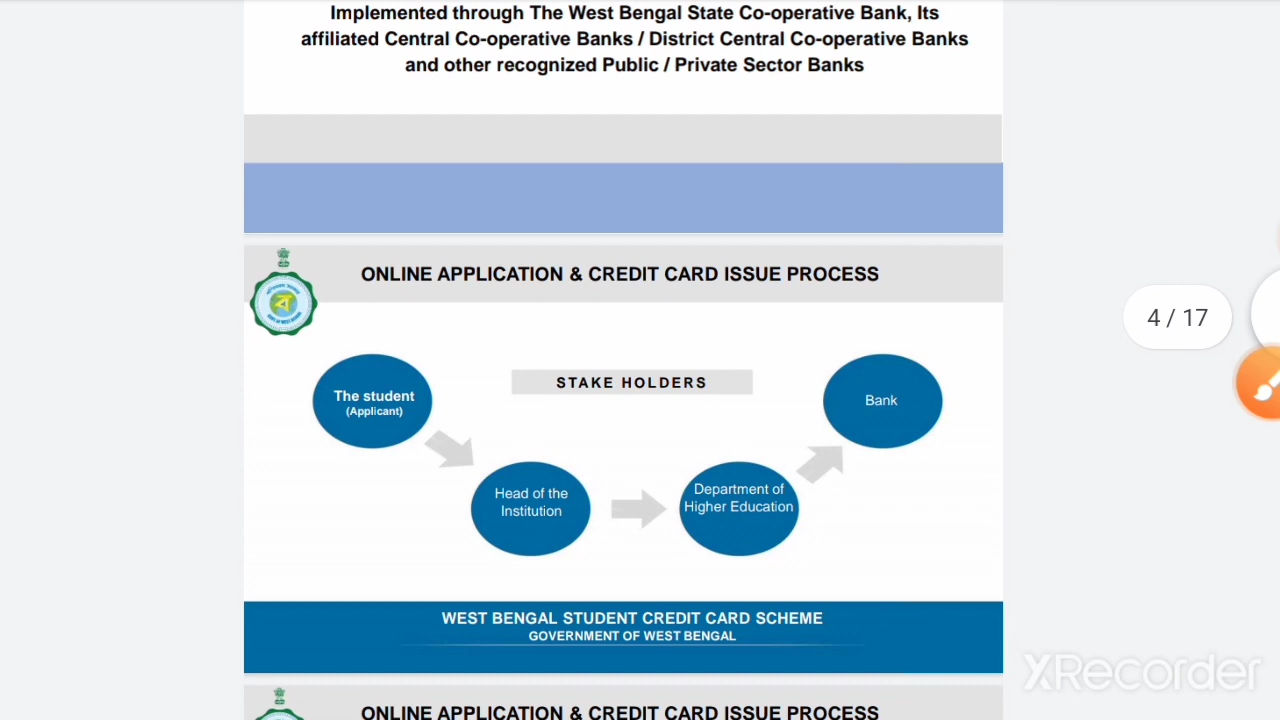 Implemented through The West Bengal State Co-operative Bank, Its
affiliated Central Co-operative Banks / District Central Co-operative Banks
and other recognized Public / Private Sector Banks
ONLINE APPLICATION & CREDIT CARD ISSUE PROCESS
4 / 17
STAKE HOLDERS
The student
(Applicant)
Bank
Head of the
Institution
Department of
Higher Education
WEST BENGAL STUDENT CREDIT CARD SCHEME
GOVERNMENT OF WEST BENGAL
XRecorder
ONLINE APPLICATION & CREDIT CARD ISSUE PROCESS